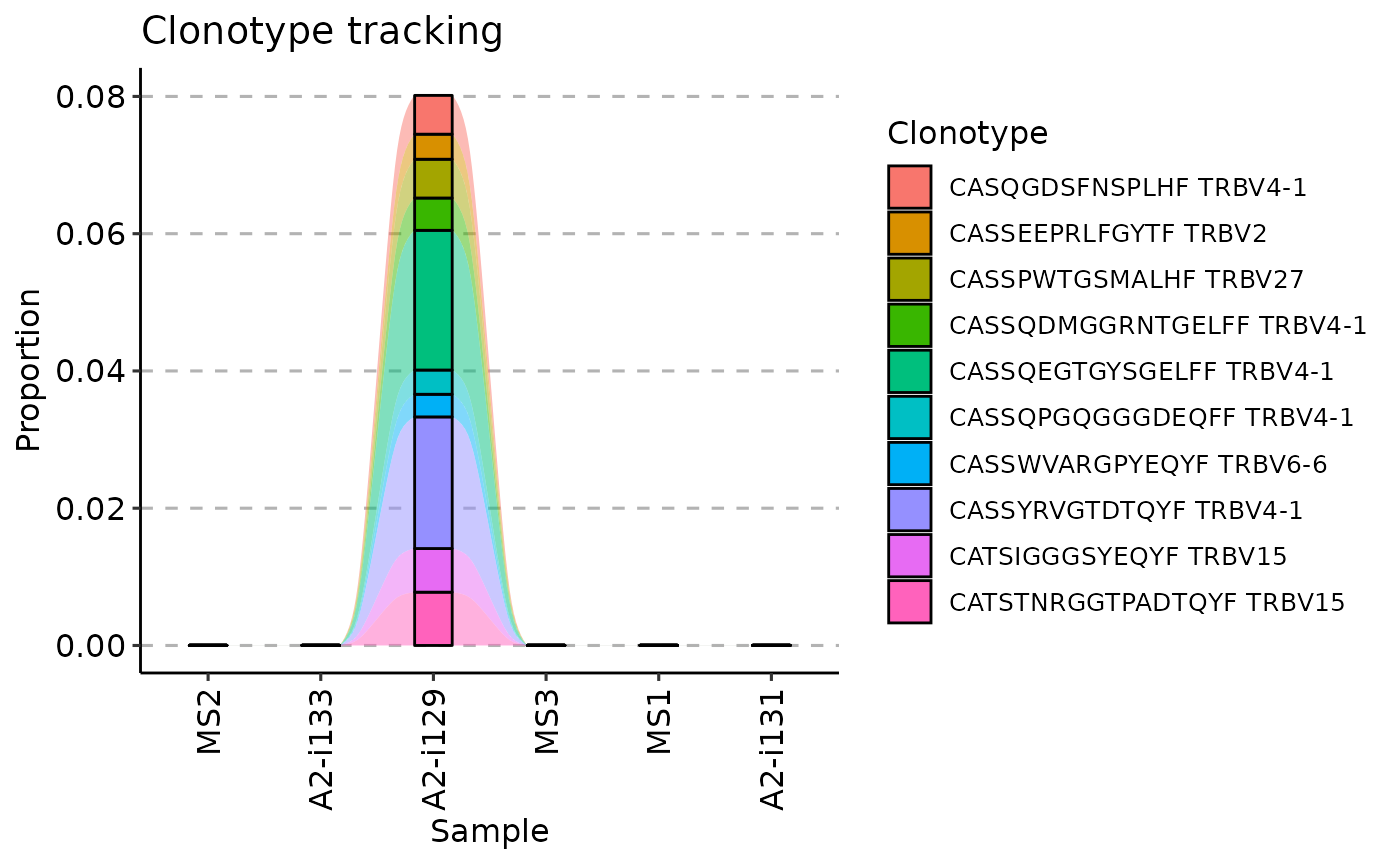 Clonotype tracking
Proportion
0.08
0.06
0.04
0.02
0.00
MS2
A2-i133
A2-i129
MS3
MS1
A2-i131
Sample
Clonotype
CASQGDSFNSPLHF TRBV4-1
CASSEEPRLFGYTF TRBV2
CASSPWTGSMALHF TRBV27
CASSQDMGGRNTGELFF TRBV4-1
CASSQEGTGYSGELFF TRBV4-1
CASSQPGQGGGDEQFF TRBV4-1
CASSWVARGPYEQYF TRBV6-6
CASSYRVGTDTQYF TRBV4-1
CATSIGGGSYEQYF TRBV15
CATSTNRGGTPADTQYF TRBV15